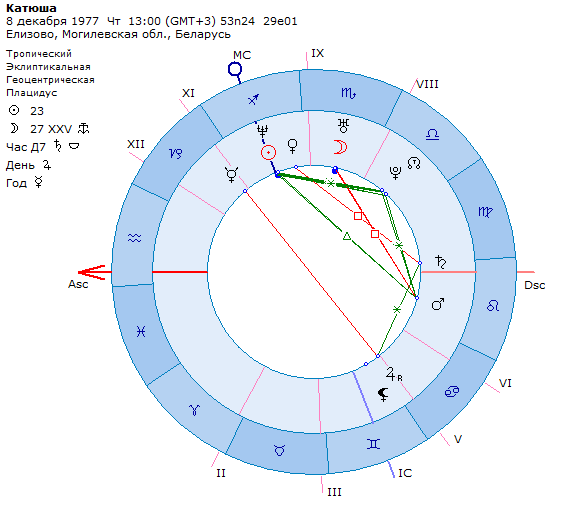 Катюша
8 декабря 1977  Чт  13:00 (GMT+3) 53n24  29e01
Елизово, Могилевская обл., Беларусь
Тропический
Эклиптикальная
Геоцентрическая
Плацидус
☉ 23
☽ 27 XXV
Час Д7 ♄
День ♃
Год ☿
MC
IX
VIII
XI
XII
Asc
Dsc
VI
V
IC
III
II
R